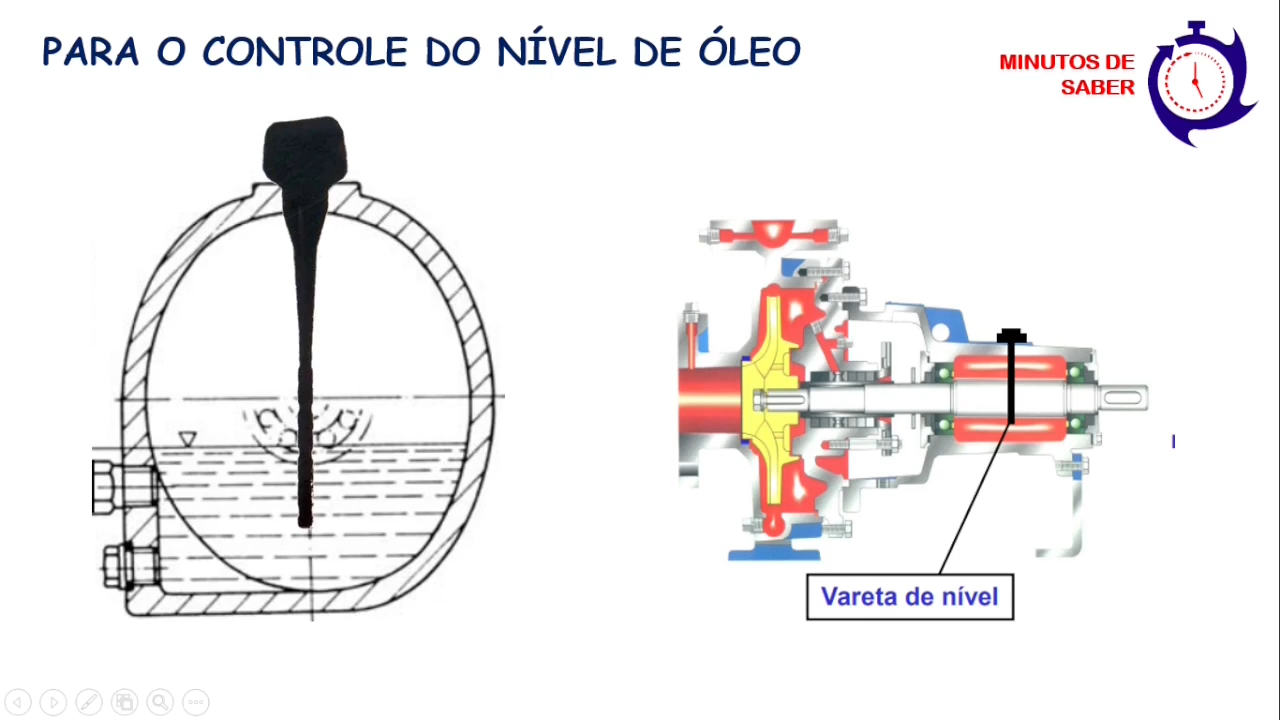 PARA O CONTROLE DO NÍVEL DE ÓLEO
MINUTOS DE
SABER
Vareta de nível